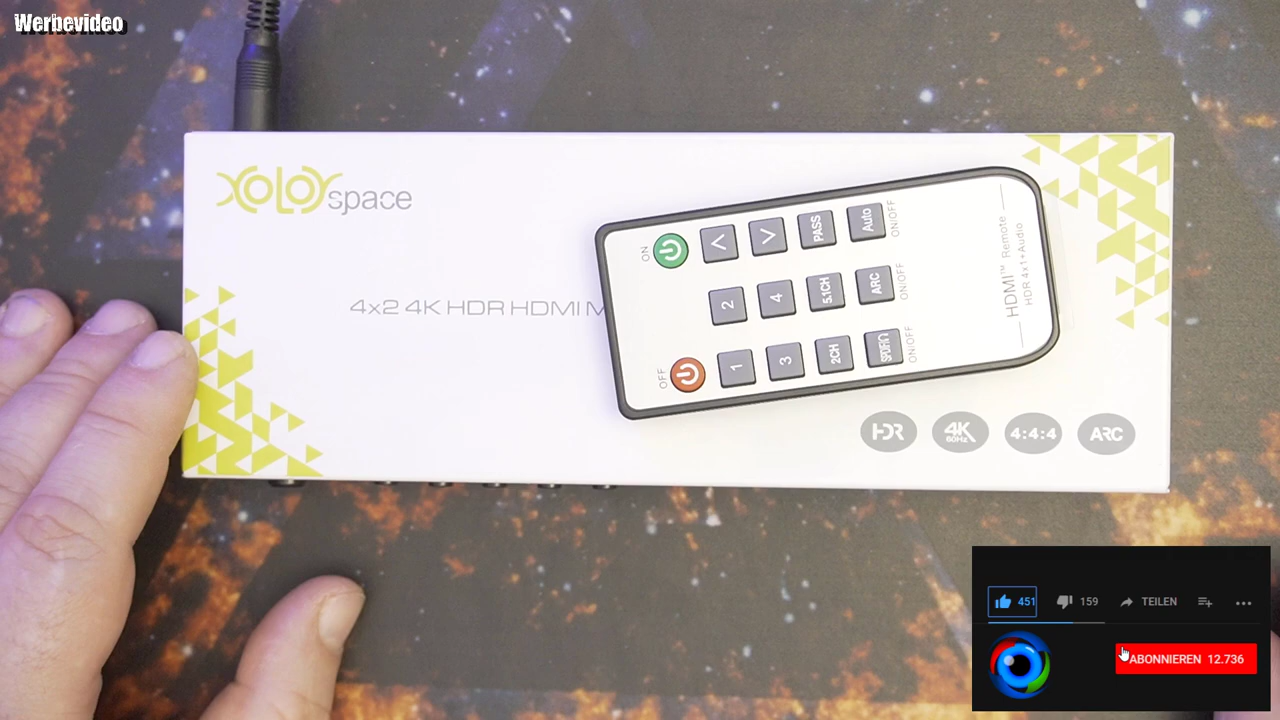 Werbevideo
XOLOYspace
4x2 4K HDR HDMI M
ON
OFF
PASS
Auto
ON/OFF
2
4
5.1CH
ARC
ON/OFF
1
3
2CH
SPDIF/
ON/OFF
HDMI™ Remote
HDR 4x1+Audio
HDR
4K
60Hz
4:4:4
ARC
451
159
TEILEN
ABONNIEREN 12.736